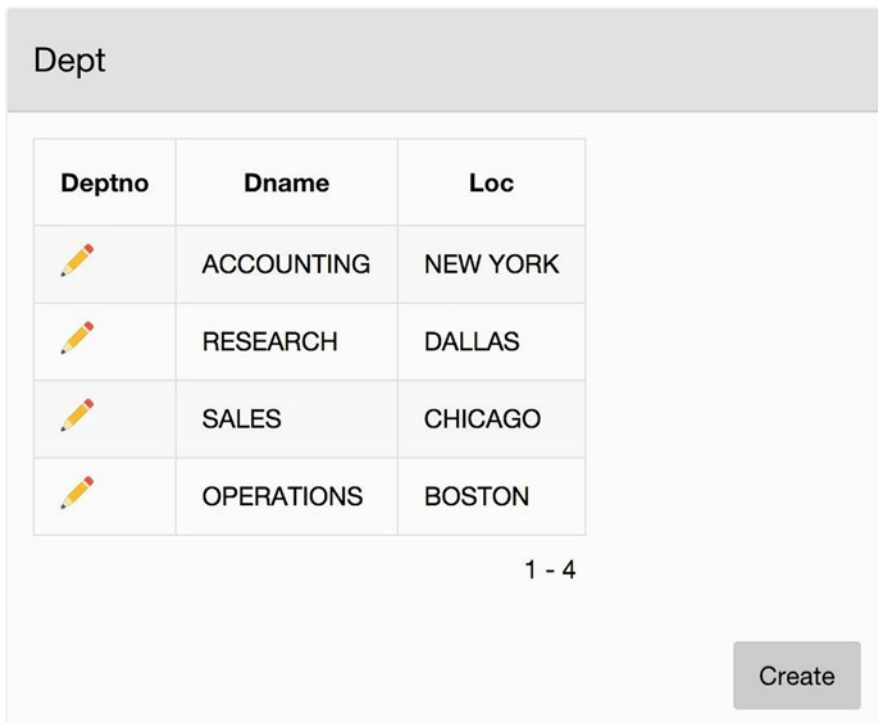 Dept
Deptno Dname Loc
ACCOUNTING NEW YORK
RESEARCH DALLAS
SALES CHICAGO
OPERATIONS BOSTON
1 - 4
Create